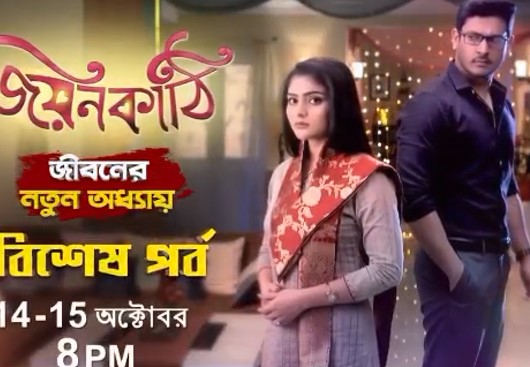 জিয়নকাঠি
জীবনের
নতুন অধ্যায়
বিশেষ পর্ব
14-15 অক্টোবর
8 PM